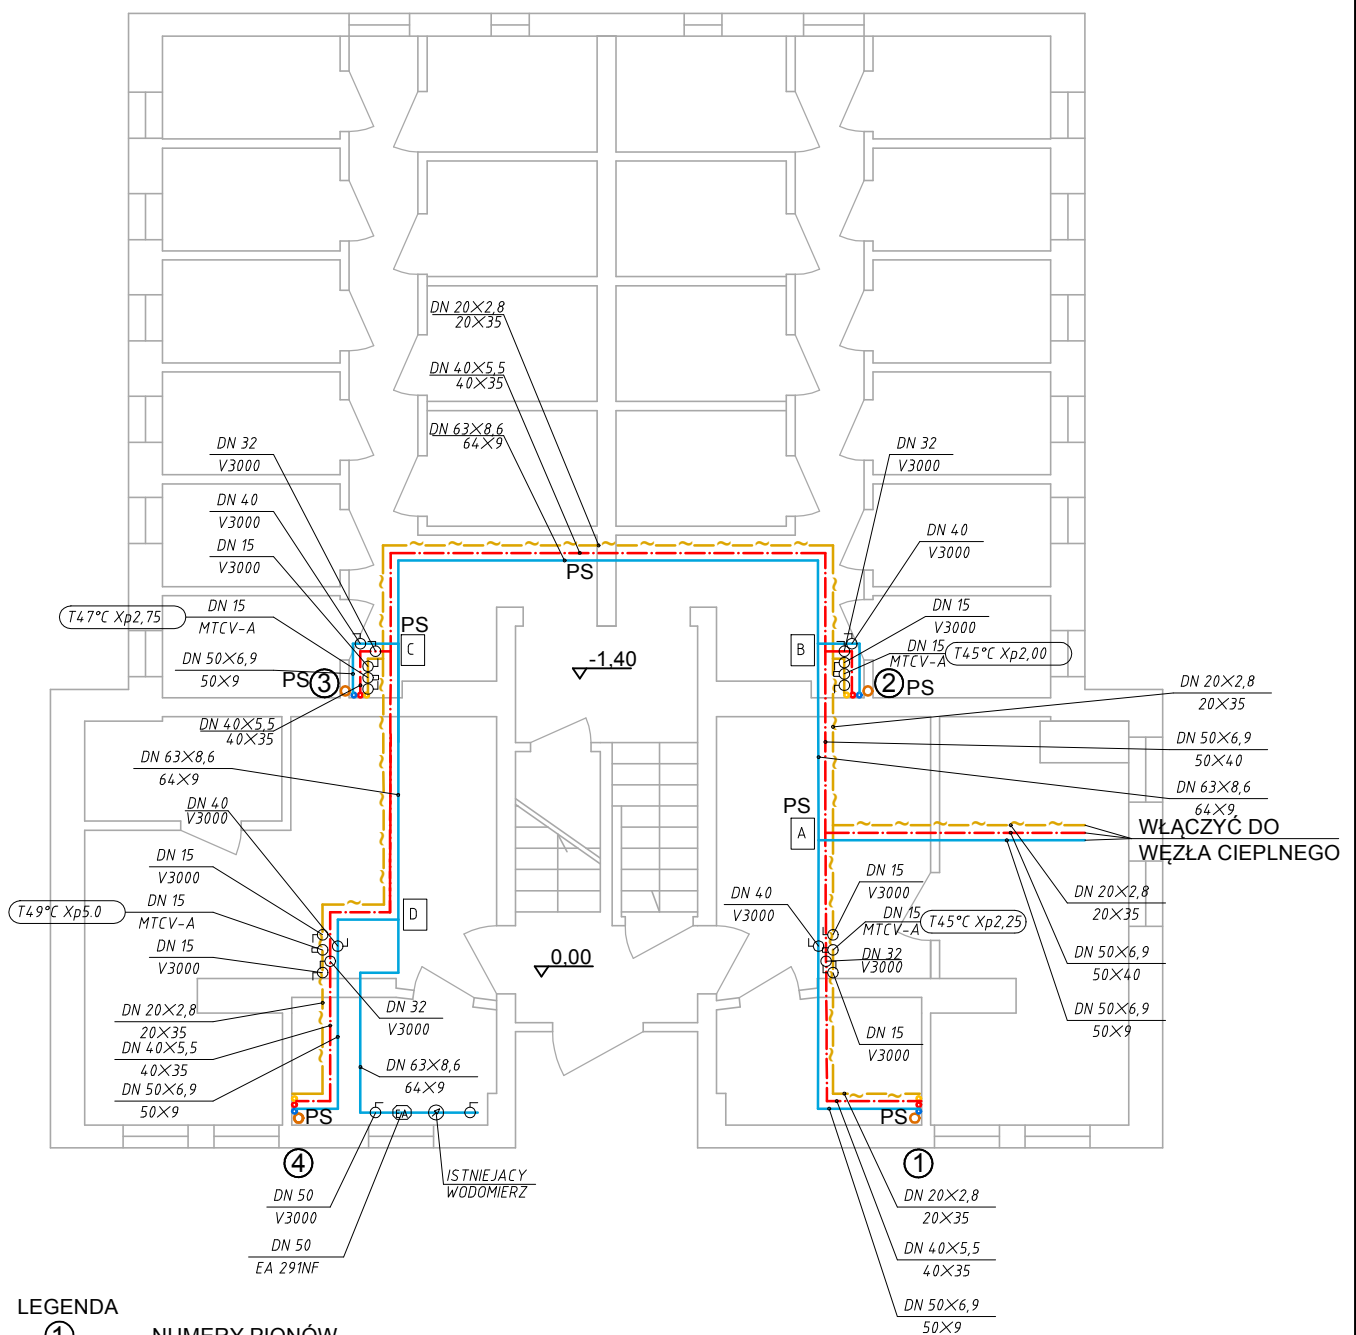 DN 20×2,8
20×35
DN 40×5,5
40×35
DN 63×8,6
64×9
DN 32
V3000
DN 40
V3000
DN 15
V3000
T47°C Xp2,75
DN 15
MTCV-A
DN 50×6,9
50×9
PS
3
DN 40×5,5
40×35
DN 63×8,6
64×9
DN 40
V3000
DN 15
V3000
T49°C Xp5.0
DN 15
MTCV-A
DN 15
V3000
DN 20×2,8
20×35
DN 40×5,5
40×35
DN 50×6,9
50×9
PS
PS
C
D
-1,40
0,00
DN 32
V3000
DN 63×8,6
64×9
EA
PS
4
DN 50
V3000
DN 50
EA 291NF
ISTNIEJACY
WODOMIERZ
DN 32
V3000
DN 40
V3000
DN 15
V3000
DN 15
MTCV-A
T45°C Xp2,00
B
2
PS
DN 20×2,8
20×35
DN 50×6,9
50×40
DN 63×8,6
64×9
PS
A
WŁĄCZYĆ DO
WĘZŁA CIEPLNEGO
DN 20×2,8
20×35
DN 50×6,9
50×40
DN 50×6,9
50×9
DN 40
V3000
DN 15
V3000
DN 15
MTCV-A
T45°C Xp2,25
DN 32
V3000
DN 15
V3000
PS
1
DN 20×2,8
20×35
DN 40×5,5
40×35
DN 50×6,9
50×9
LEGENDA
1
NUMERY PIONÓW